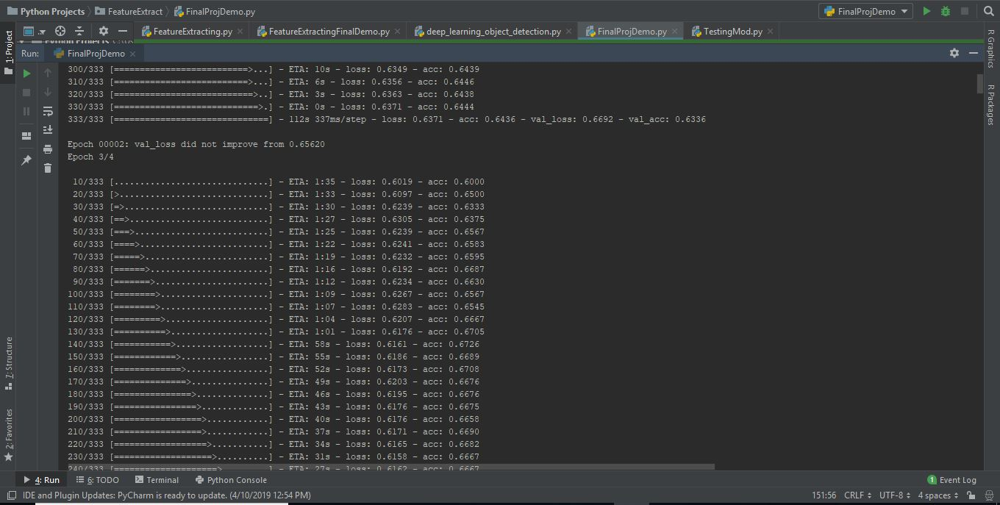 Python Projects FeatureExtract FinalProjDemo.py FinalProjDemo
FeatureExtracting.py FeatureExtractingFinalDemo.py deep_learning_object_detection.py FinalProjDemo.py TestingMod.py
1: Project
Run: FinalProjDemo
300/333 [===========================>...] - ETA: 10s - loss: 0.6349 - acc: 0.6439
310/333 [===========================>...] - ETA: 6s - loss: 0.6356 - acc: 0.6446
320/333 [============================>..] - ETA: 3s - loss: 0.6363 - acc: 0.6438
330/333 [=============================>.] - ETA: 0s - loss: 0.6371 - acc: 0.6444
333/333 [==============================] - 112s 337ms/step - loss: 0.6371 - acc: 0.6436 - val_loss: 0.6692 - val_acc: 0.6336
Epoch 00002: val_loss did not improve from 0.65620
Epoch 3/4
10/333 [..............................] - ETA: 1:35 - loss: 0.6019 - acc: 0.6000
20/333 [>.............................] - ETA: 1:33 - loss: 0.6097 - acc: 0.6500
30/333 [=>............................] - ETA: 1:30 - loss: 0.6239 - acc: 0.6333
40/333 [==>...........................] - ETA: 1:27 - loss: 0.6305 - acc: 0.6375
50/333 [===>..........................] - ETA: 1:25 - loss: 0.6239 - acc: 0.6567
60/333 [====>.........................] - ETA: 1:22 - loss: 0.6241 - acc: 0.6583
70/333 [=====>........................] - ETA: 1:19 - loss: 0.6232 - acc: 0.6595
80/333 [======>.......................] - ETA: 1:16 - loss: 0.6192 - acc: 0.6687
90/333 [=======>......................] - ETA: 1:12 - loss: 0.6234 - acc: 0.6630
100/333 [========>.....................] - ETA: 1:09 - loss: 0.6267 - acc: 0.6567
110/333 [========>.....................] - ETA: 1:07 - loss: 0.6283 - acc: 0.6545
120/333 [=========>....................] - ETA: 1:04 - loss: 0.6207 - acc: 0.6667
130/333 [==========>...................] - ETA: 1:01 - loss: 0.6176 - acc: 0.6705
140/333 [===========>..................] - ETA: 58s - loss: 0.6161 - acc: 0.6726
150/333 [============>.................] - ETA: 55s - loss: 0.6186 - acc: 0.6689
160/333 [=============>................] - ETA: 52s - loss: 0.6173 - acc: 0.6708
170/333 [==============>...............] - ETA: 49s - loss: 0.6203 - acc: 0.6676
180/333 [===============>..............] - ETA: 46s - loss: 0.6195 - acc: 0.6676
190/333 [================>.............] - ETA: 43s - loss: 0.6176 - acc: 0.6675
200/333 [=================>............] - ETA: 40s - loss: 0.6176 - acc: 0.6658
210/333 [=================>............] - ETA: 37s - loss: 0.6171 - acc: 0.6690
220/333 [==================>...........] - ETA: 34s - loss: 0.6165 - acc: 0.6682
230/333 [===================>..........] - ETA: 31s - loss: 0.6158 - acc: 0.6667
240/333 [====================>.........] - ETA: 27s - loss: 0.6162 - acc: 0.6667
7: Structure
2: Favorites
R Graphics
R Packages
4: Run 6: TODO Terminal Python Console 1 Event Log
IDE and Plugin Updates: PyCharm is ready to update. (4/10/2019 12:54 PM) 151:56 CRLF UTF-8 4 spaces